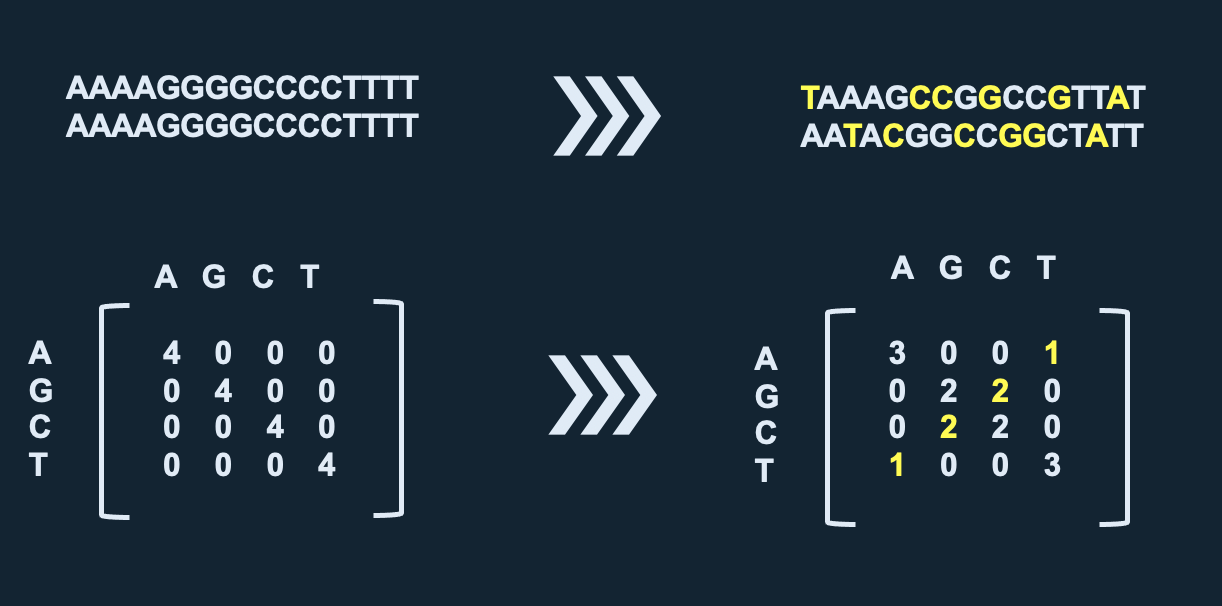 AAAAGGGGCCCCTTTT
AAAAGGGGCCCCTTTT
TAAAGCCGGCCGTTAT
AATACGGCCGGCTATT
A G C T
A 4 0 0 0
G 0 4 0 0
C 0 0 4 0
T 0 0 0 4
A G C T
A 3 0 0 1
G 0 2 2 0
C 0 2 2 0
T 1 0 0 3